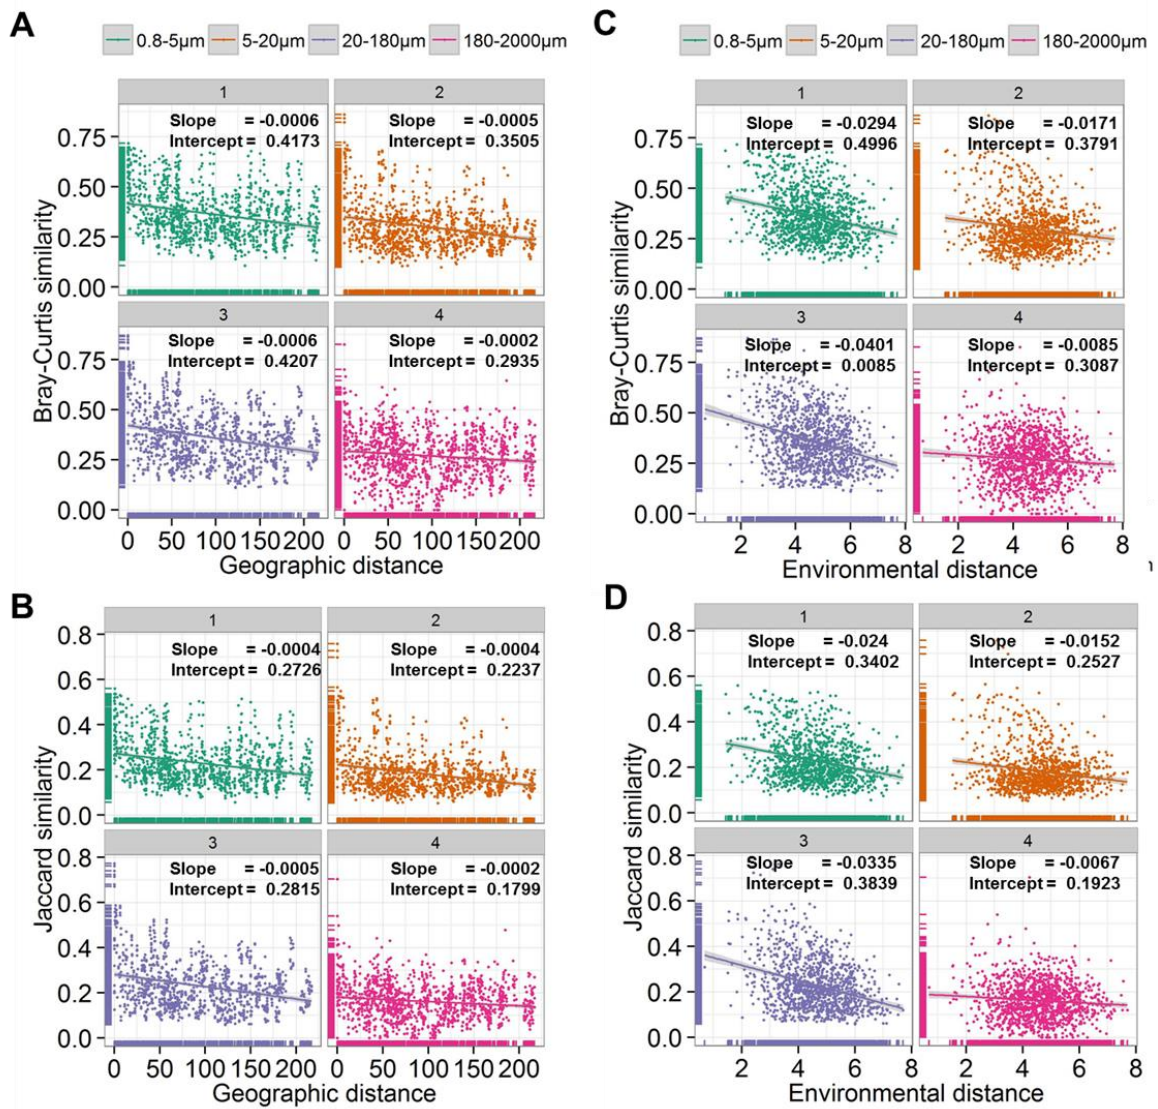 A
0.8-5µm 5-20µm 20-180µm 180-2000µm
1 2
Slope = -0.0006
Intercept = 0.4173
Slope = -0.0005
Intercept = 0.3505
0.75
0.50
0.25
0.00
3 4
Slope = -0.0006
Intercept = 0.4207
Slope = -0.0002
Intercept = 0.2935
0.75
0.50
0.25
0.00
Bray-Curtis similarity
0 50 100 150 200 0 50 100 150 200
Geographic distance
C
0.8-5µm 5-20µm 20-180µm 180-2000µm
1 2
Slope = -0.0294
Intercept = 0.4996
Slope = -0.0171
Intercept = 0.3791
0.75
0.50
0.25
0.00
3 4
Slope = -0.0401
Intercept = 0.0085
Slope = -0.0085
Intercept = 0.3087
0.75
0.50
0.25
0.00
Bray-Curtis similarity
2 4 6 8 2 4 6 8
Environmental distance
B
1 2
Slope = -0.0004
Intercept = 0.2726
Slope = -0.0004
Intercept = 0.2237
0.8
0.6
0.4
0.2
0.0
3 4
Slope = -0.0005
Intercept = 0.2815
Slope = -0.0002
Intercept = 0.1799
0.8
0.6
0.4
0.2
0.0
Jaccard similarity
0 50 100 150 200 0 50 100 150 200
Geographic distance
D
1 2
Slope = -0.024
Intercept = 0.3402
Slope = -0.0152
Intercept = 0.2527
0.8
0.6
0.4
0.2
0.0
3 4
Slope = -0.0335
Intercept = 0.3839
Slope = -0.0067
Intercept = 0.1923
0.8
0.6
0.4
0.2
0.0
Jaccard similarity
2 4 6 8 2 4 6 8
Environmental distance